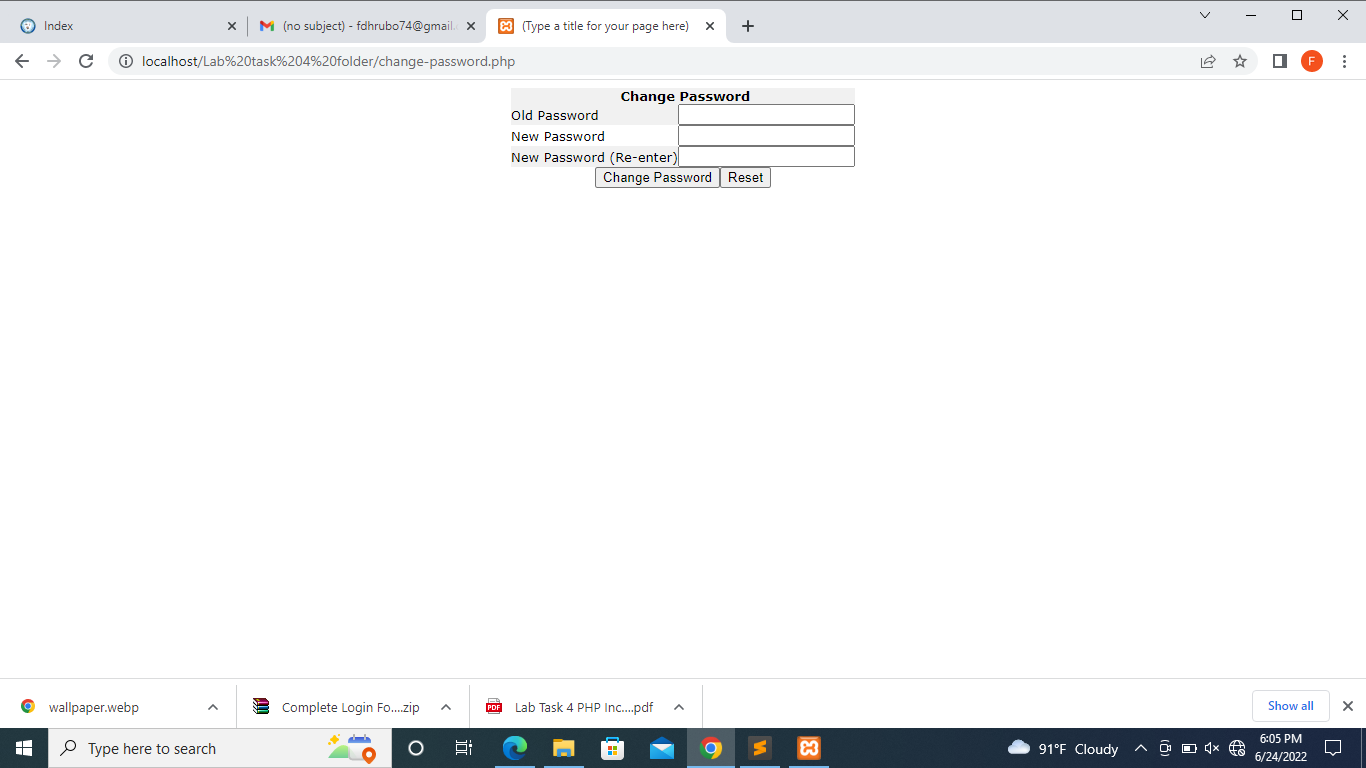 Index
(no subject) - fdhrubo74@gmail.
(Type a title for your page here)
localhost/Lab%20task%204%20folder/change-password.php
F
Change Password
Old Password
New Password
New Password (Re-enter)
Change Password Reset
wallpaper.webp
Complete Login Fo....zip
PDF
Lab Task 4 PHP Inc....pdf
Show all
Type here to search
91°F Cloudy
6:05 PM
6/24/2022